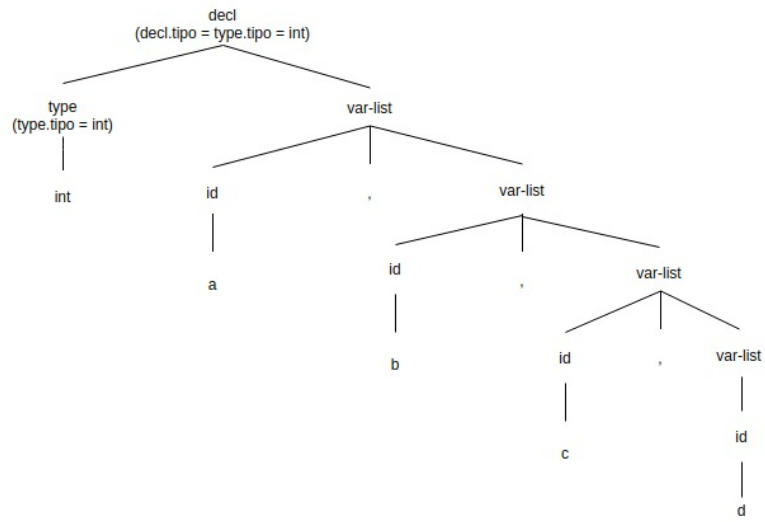 decl
(decl.tipo = type.tipo = int)
type
(type.tipo = int)
var-list
int
id
,
var-list
a
id
,
var-list
b
id
,
var-list
c
id
d